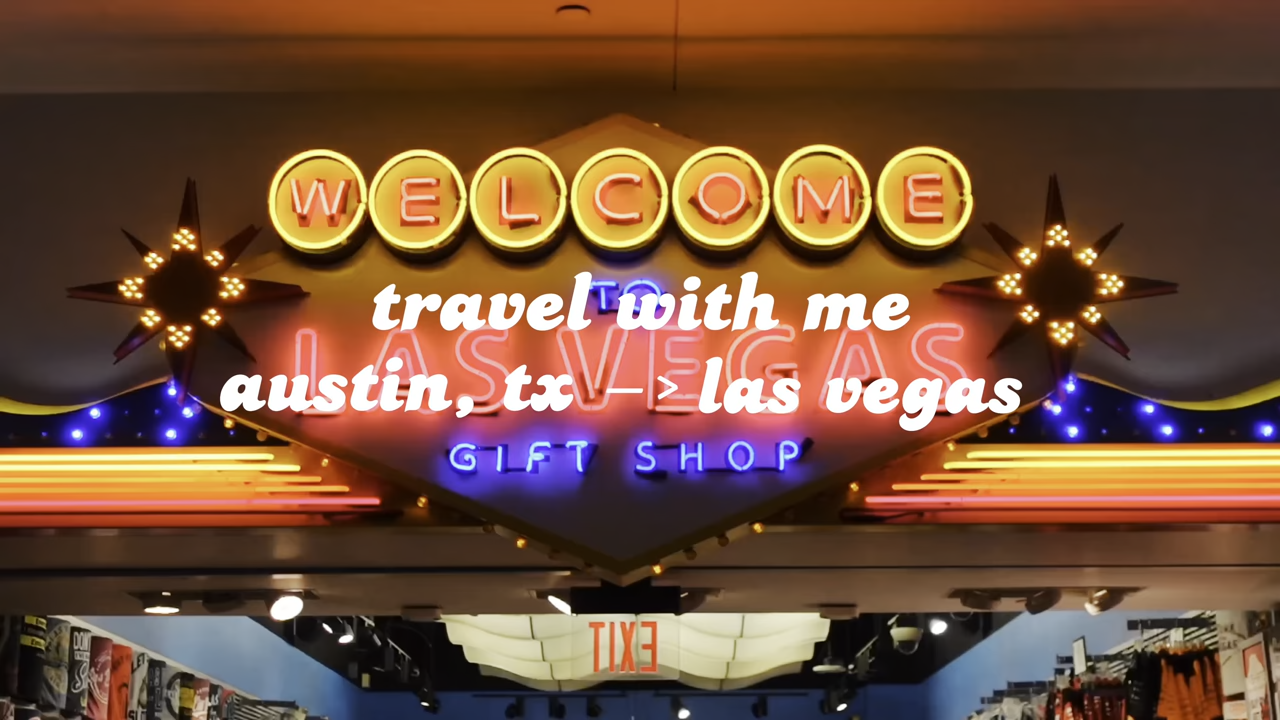 WELCOME
TO
travel with me
LAS VEGAS
austin, tx —> las vegas
GIFT SHOP
EXIT